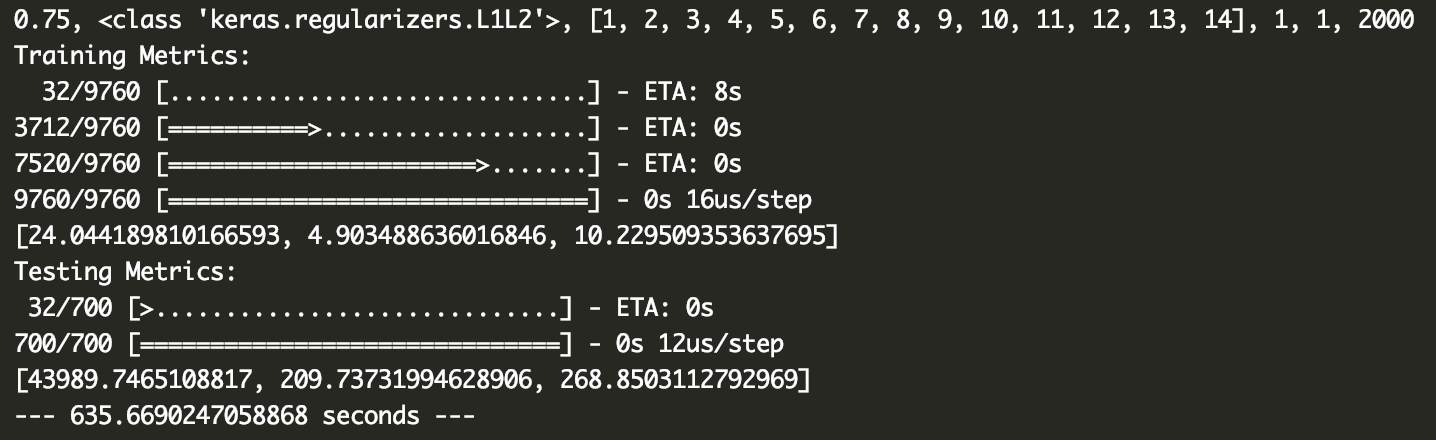 0.75, <class 'keras.regularizers.L1L2'>, [1, 2, 3, 4, 5, 6, 7, 8, 9, 10, 11, 12, 13, 14], 1, 1, 2000
Training Metrics:
  32/9760 [..............................] - ETA: 8s
3712/9760 [==========>...................] - ETA: 0s
7520/9760 [======================>.......] - ETA: 0s
9760/9760 [==============================] - 0s 16us/step
[24.044189810166593, 4.903488636016846, 10.229509353637695]
Testing Metrics:
 32/700 [>.............................] - ETA: 0s
700/700 [==============================] - 0s 12us/step
[43989.7465108817, 209.73731994628906, 268.8503112792969]
--- 635.6690247058868 seconds ---